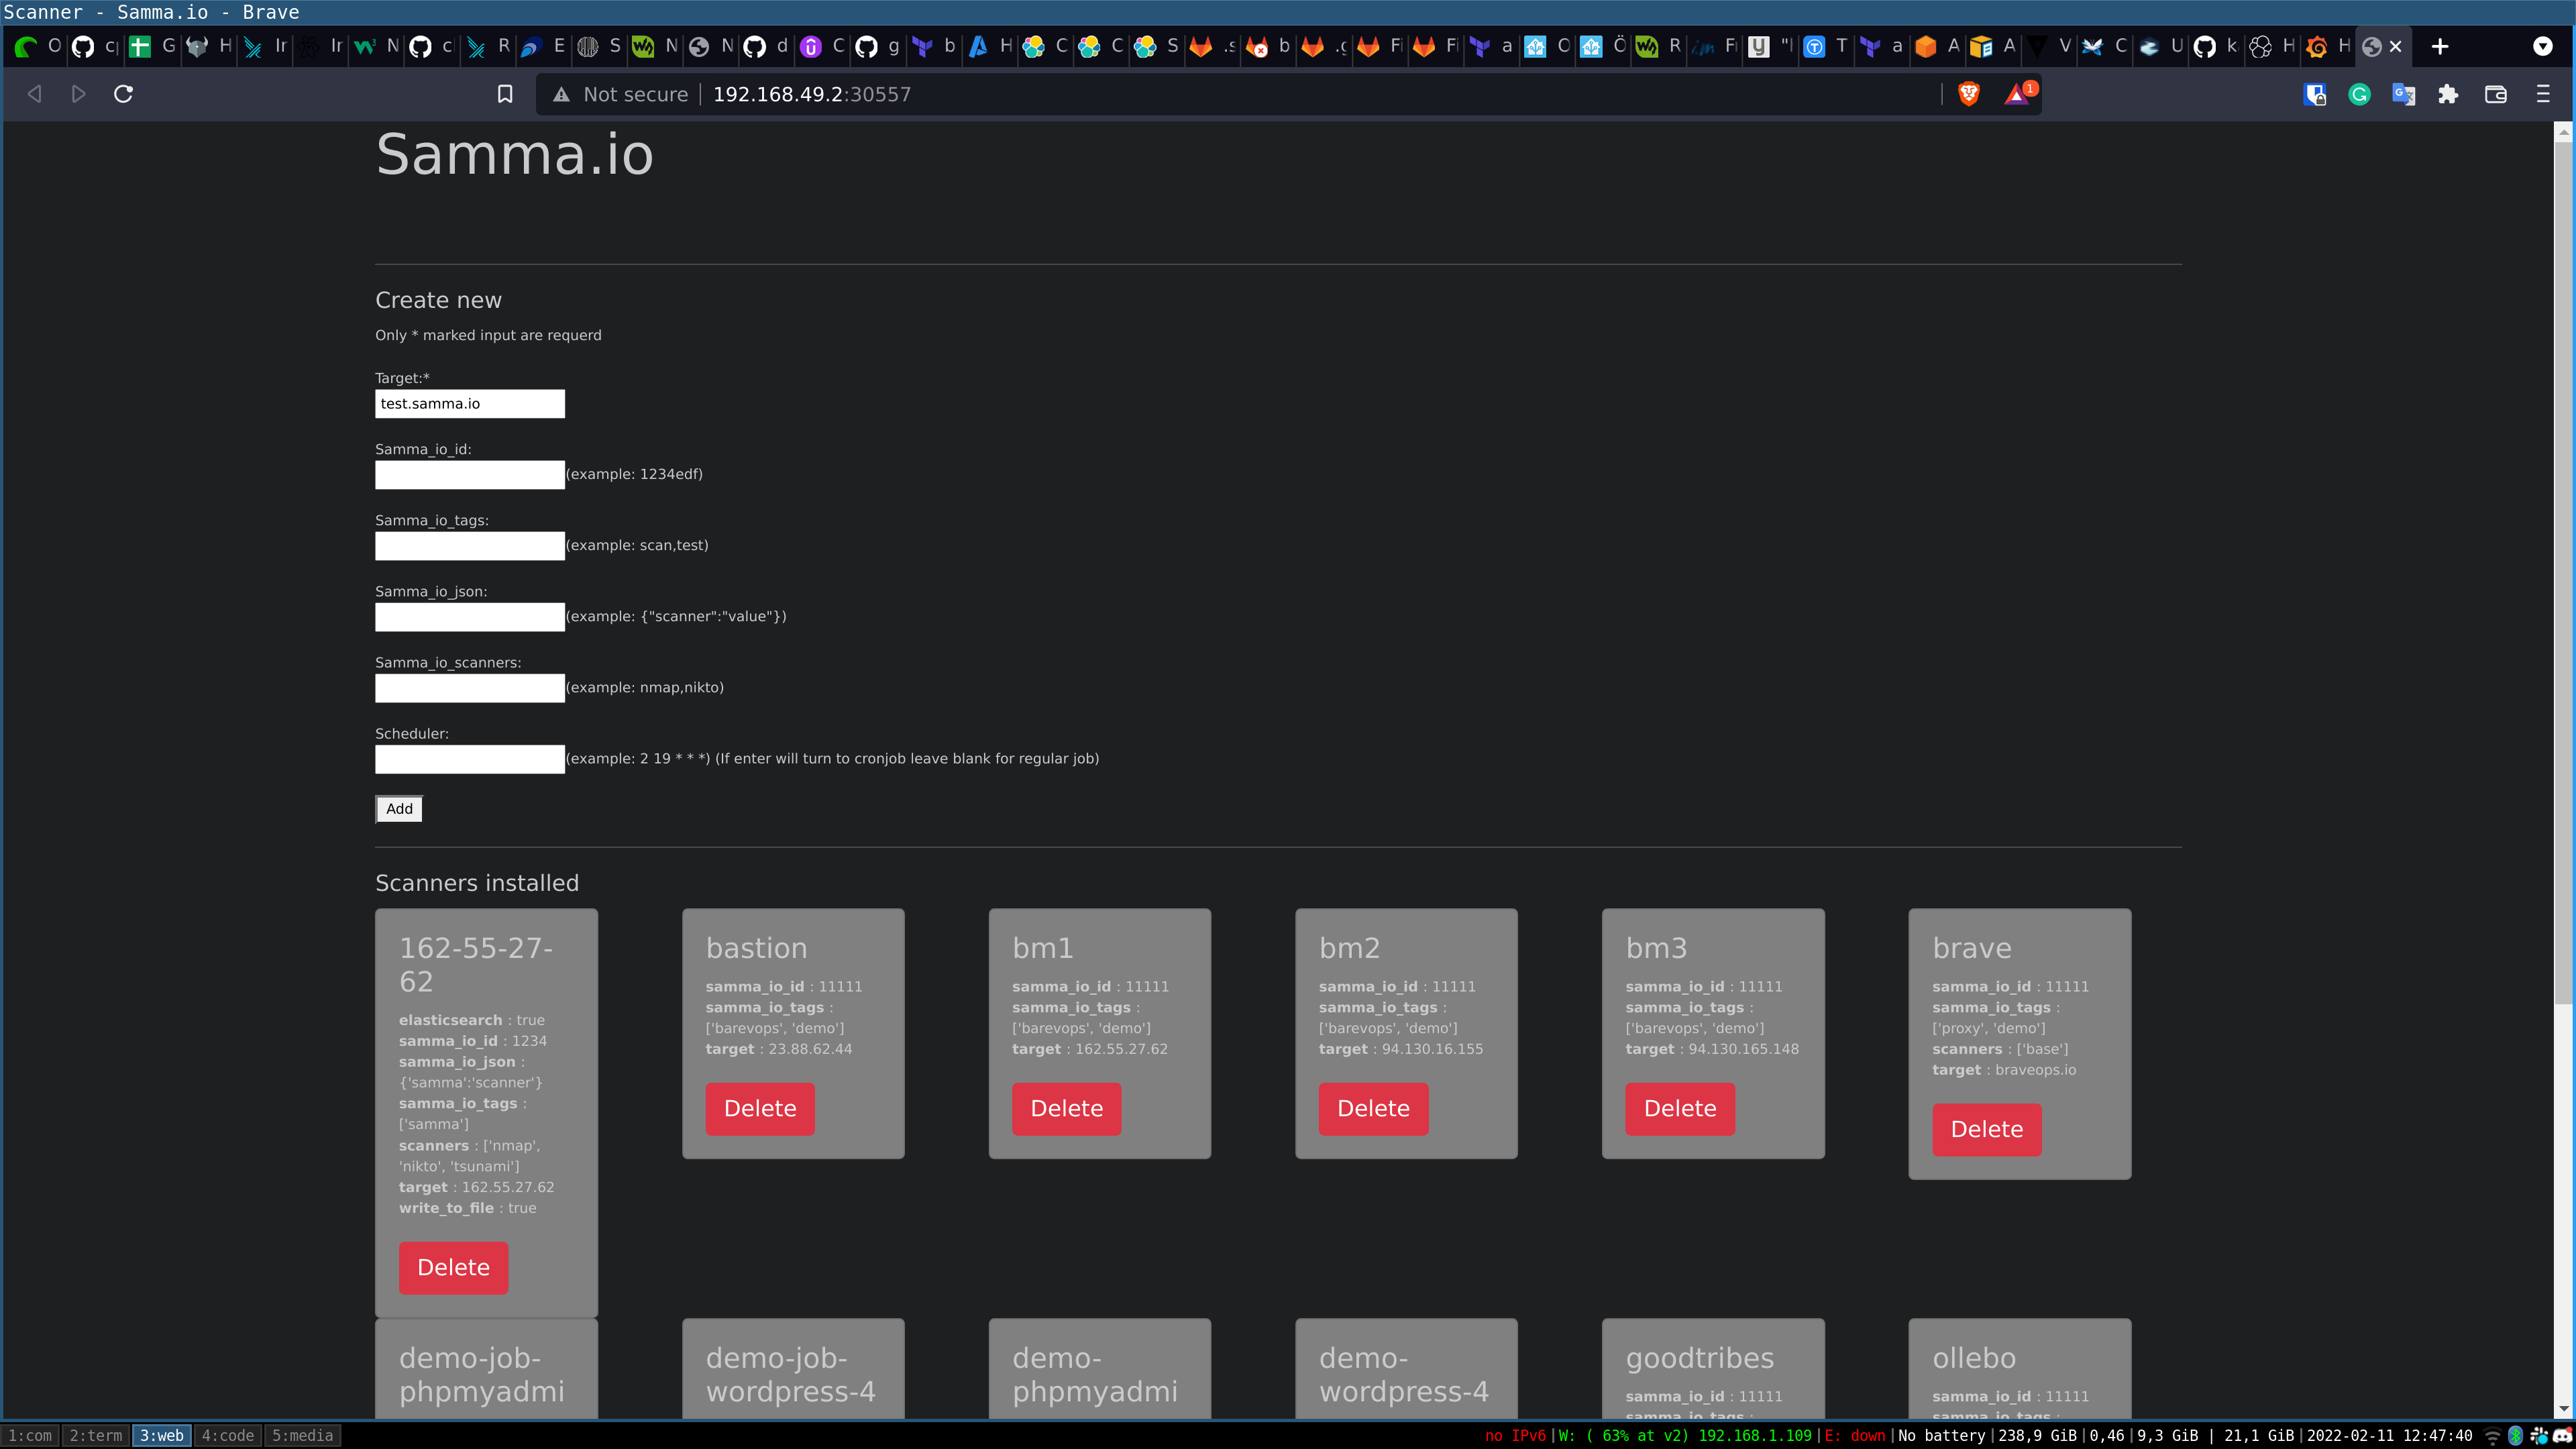 Scanner - Samma.io - Brave
O c G H Ir Ir N c R E S N N d C g b H C C S .s b .g Fi Fi a O Ö R Fi "I T a A A V C U k H H
Not secure 192.168.49.2:30557 1
Samma.io
Create new
Only * marked input are requerd
Target:*
test.samma.io
Samma_io_id:
(example: 1234edf)
Samma_io_tags:
(example: scan,test)
Samma_io_json:
(example: {"scanner":"value"})
Samma_io_scanners:
(example: nmap,nikto)
Scheduler:
(example: 2 19 * * *) (If enter will turn to cronjob leave blank for regular job)
Add
Scanners installed
162-55-27-
62
elasticsearch : true
samma_io_id : 1234
samma_io_json :
{'samma':'scanner'}
samma_io_tags :
['samma']
scanners : ['nmap',
'nikto', 'tsunami']
target : 162.55.27.62
write_to_file : true
Delete
bastion
samma_io_id : 11111
samma_io_tags :
['barevops', 'demo']
target : 23.88.62.44
Delete
bm1
samma_io_id : 11111
samma_io_tags :
['barevops', 'demo']
target : 162.55.27.62
Delete
bm2
samma_io_id : 11111
samma_io_tags :
['barevops', 'demo']
target : 94.130.16.155
Delete
bm3
samma_io_id : 11111
samma_io_tags :
['barevops', 'demo']
target : 94.130.165.148
Delete
brave
samma_io_id : 11111
samma_io_tags :
['proxy', 'demo']
scanners : ['base']
target : braveops.io
Delete
demo-job-
phpmyadmi
demo-job-
wordpress-4
demo-
phpmyadmi
demo-
wordpress-4
goodtribes
samma_io_id : 11111
samma_io_tags :
ollebo
samma_io_id : 11111
samma_io_tags :
1:com 2:term 3:web 4:code 5:media
no IPv6|W: ( 63% at v2) 192.168.1.109|E: down|No battery|238,9 GiB|0,46|9,3 GiB | 21,1 GiB|2022-02-11 12:47:40